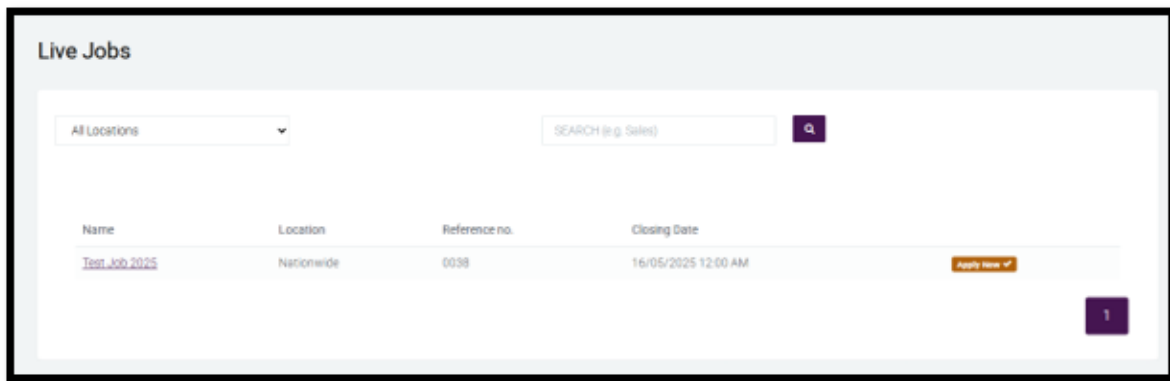 Live Jobs
All Locations SEARCH (e.g. Sales)
Name Location Reference no. Closing Date
Test Job 2025 Nationwide 0038 16/05/2025 12:00 AM Apply Now
1